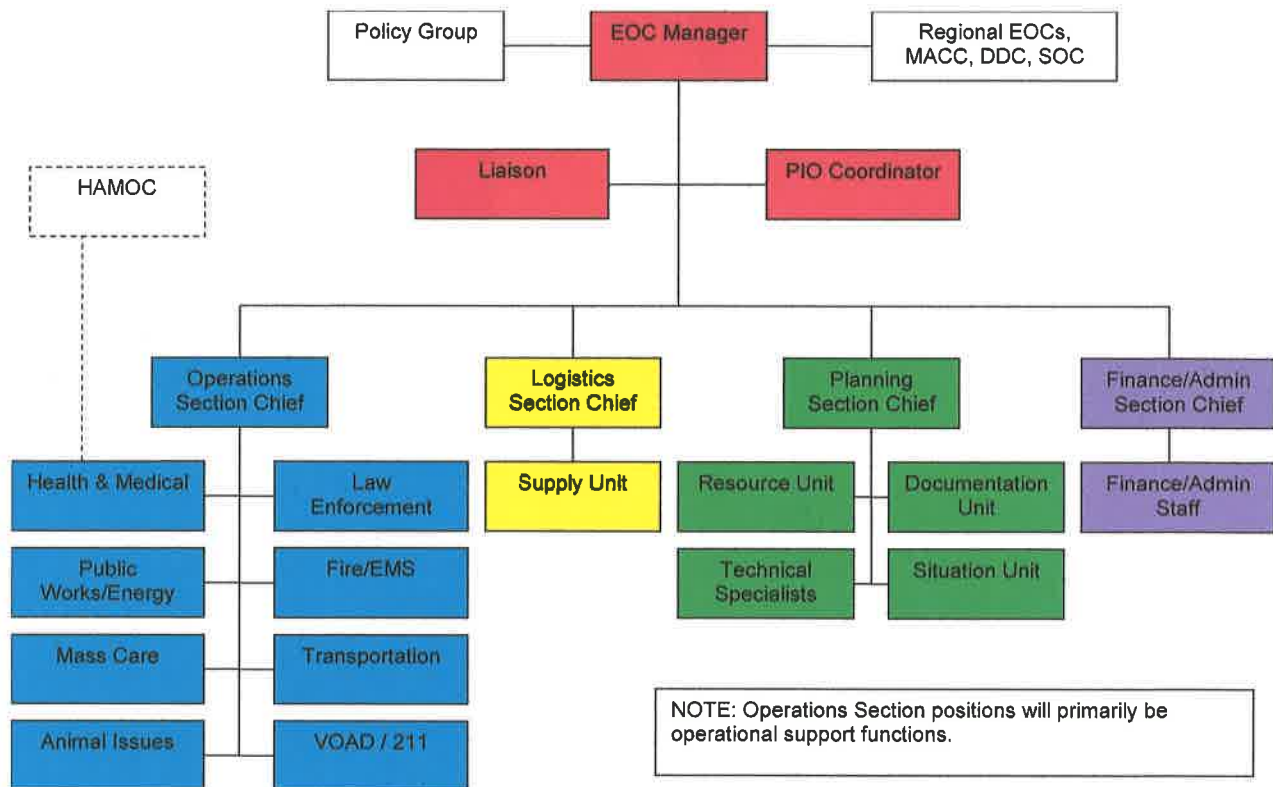 Policy Group
EOC Manager
Regional EOCs,
MACC, DDC, SOC
Liaison
PIO Coordinator
HAMOC
Operations
Section Chief
Logistics
Section Chief
Planning
Section Chief
Finance/Admin
Section Chief
Health & Medical
Law
Enforcement
Supply Unit
Resource Unit
Documentation
Unit
Finance/Admin
Staff
Public
Works/Energy
Fire/EMS
Technical
Specialists
Situation Unit
Mass Care
Transportation
Animal Issues
VOAD / 211
NOTE: Operations Section positions will primarily be
operational support functions.